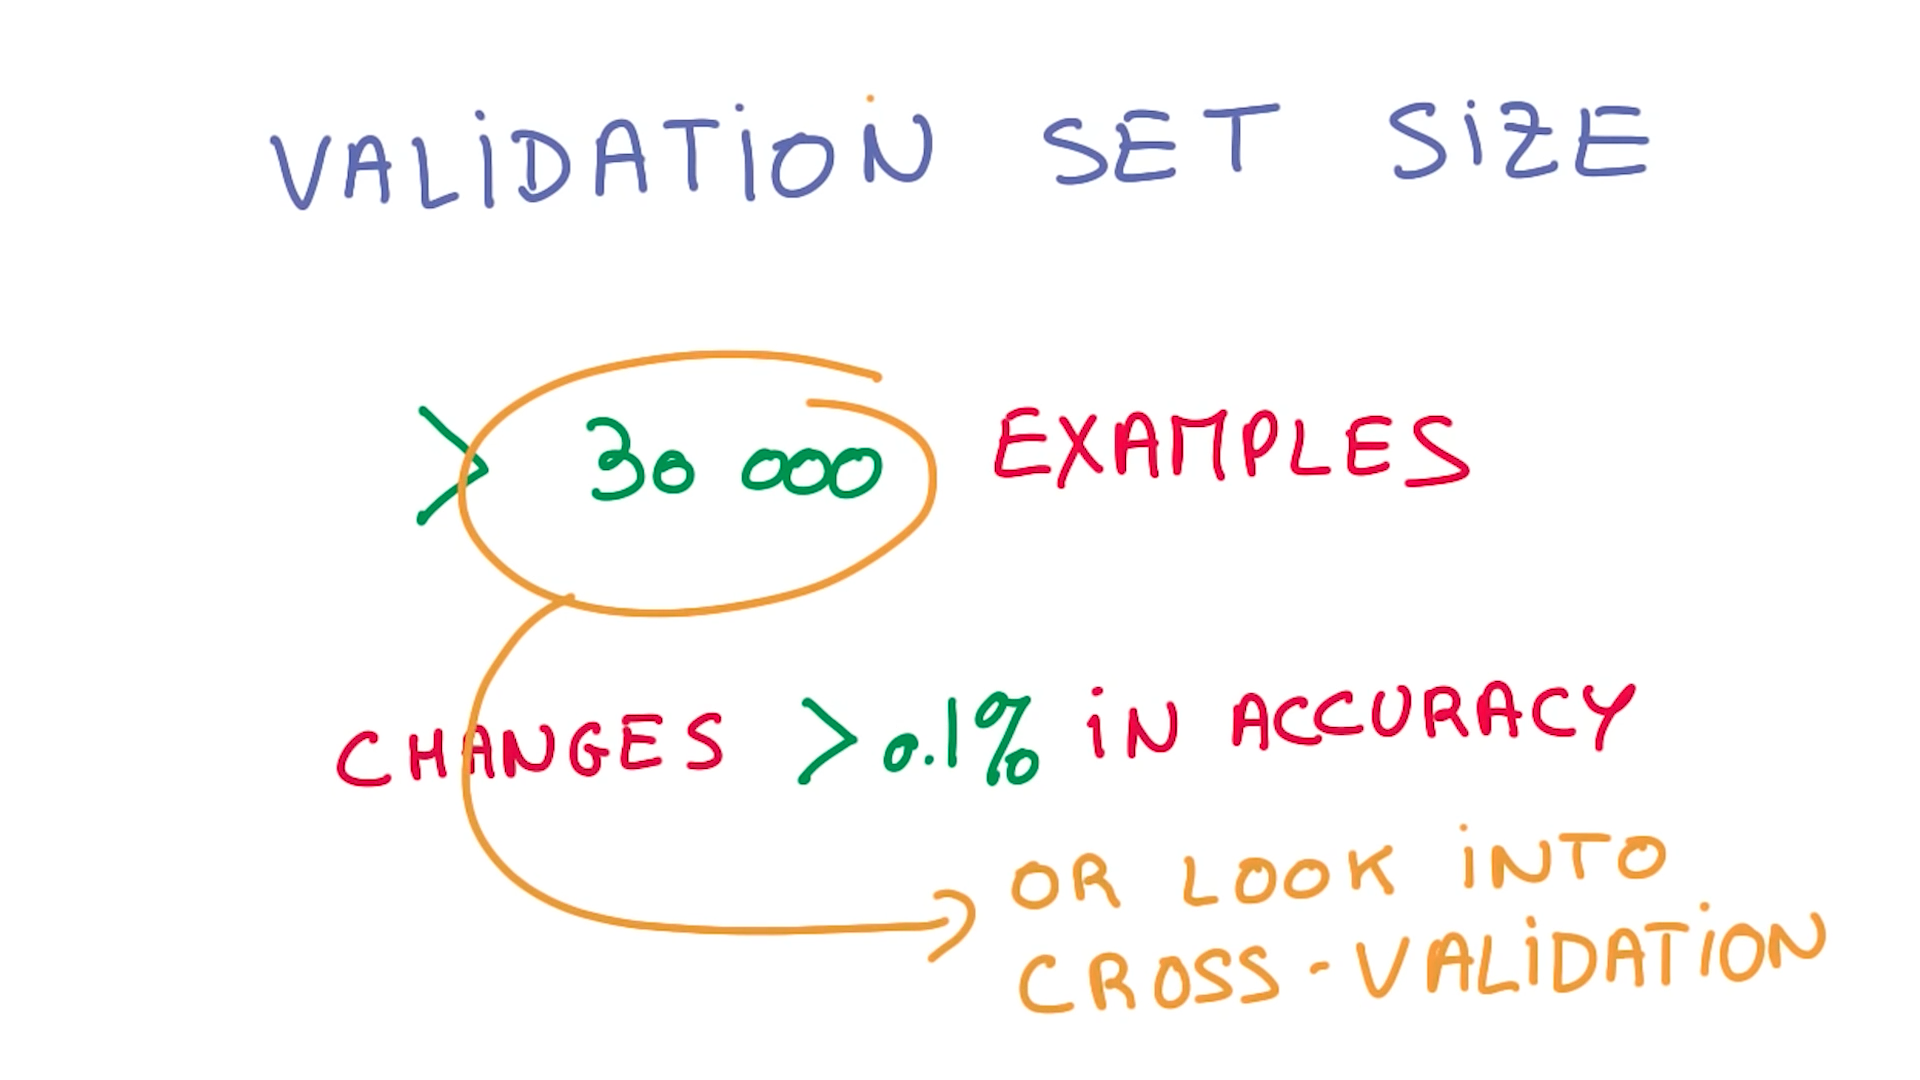 VALiDATiON SET SiZE
> 30 000 EXAMPLES
CHANGES > 0.1% iN ACCURACY
OR LOOK iNTO
CROSS-VALiDATiON